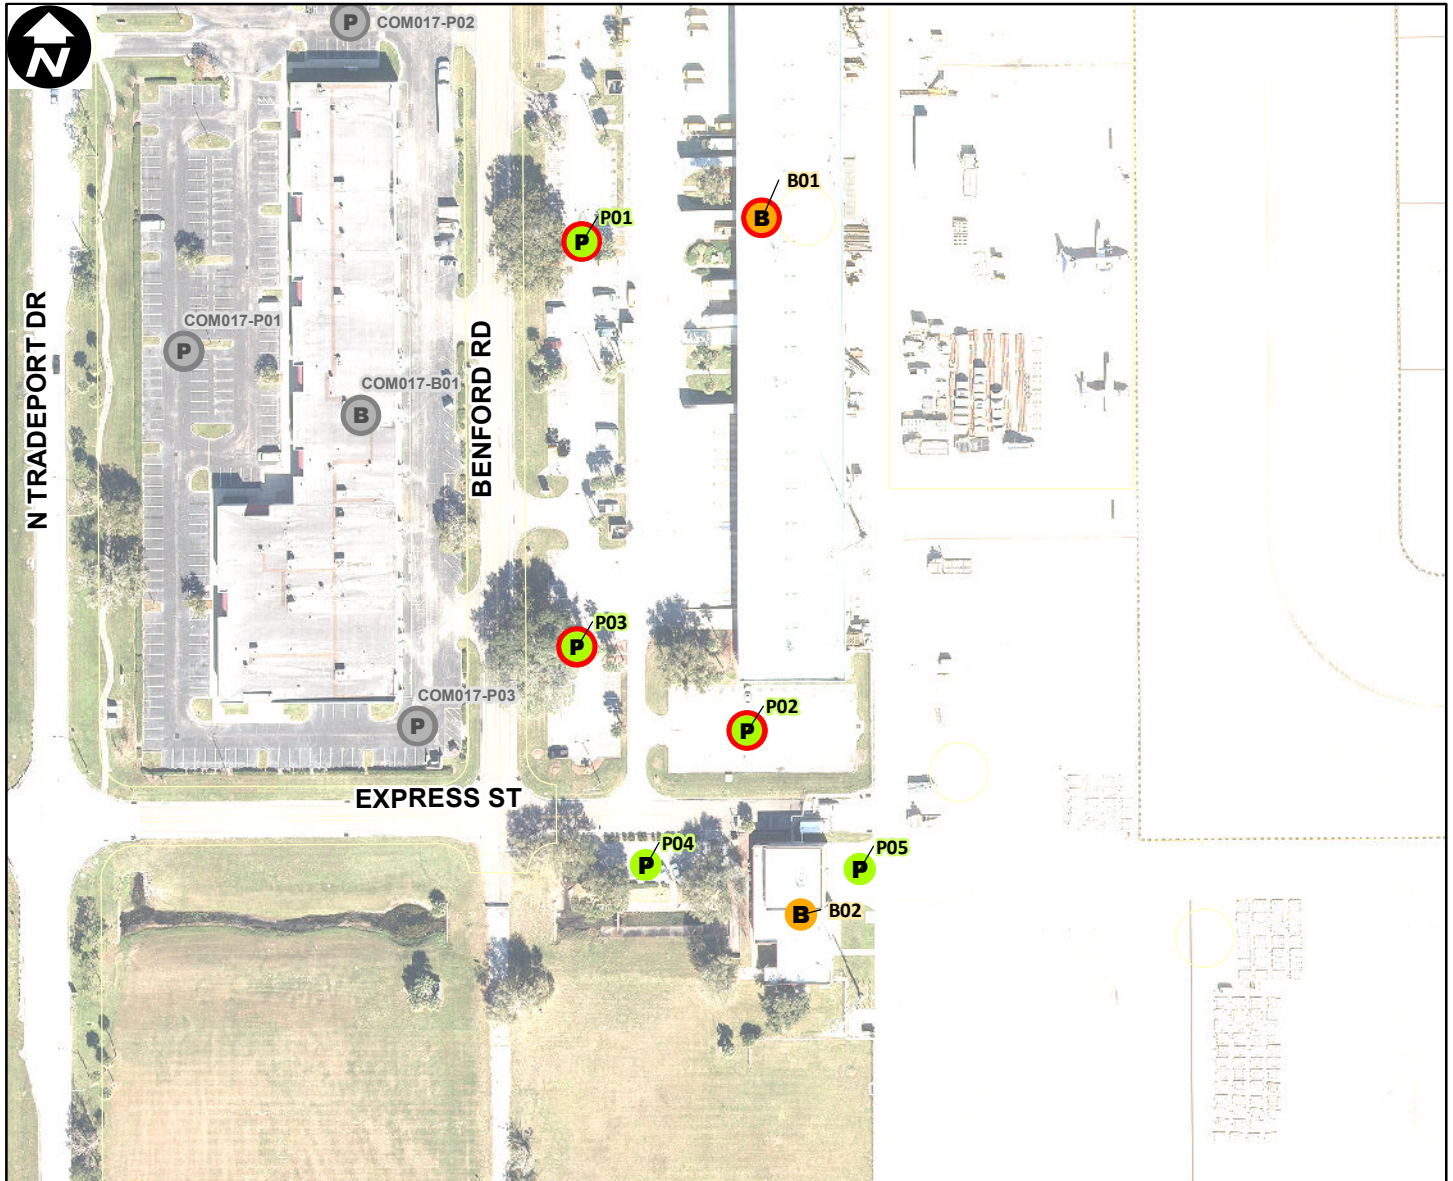 P COM017-P02
N
B01
B
P01
P
COM017-P01
P
COM017-B01
B
N TRADEPORT DR
BENFORD RD
P03
P
COM017-P03
P
P02
P
EXPRESS ST
P04
P
P05
P
B B02